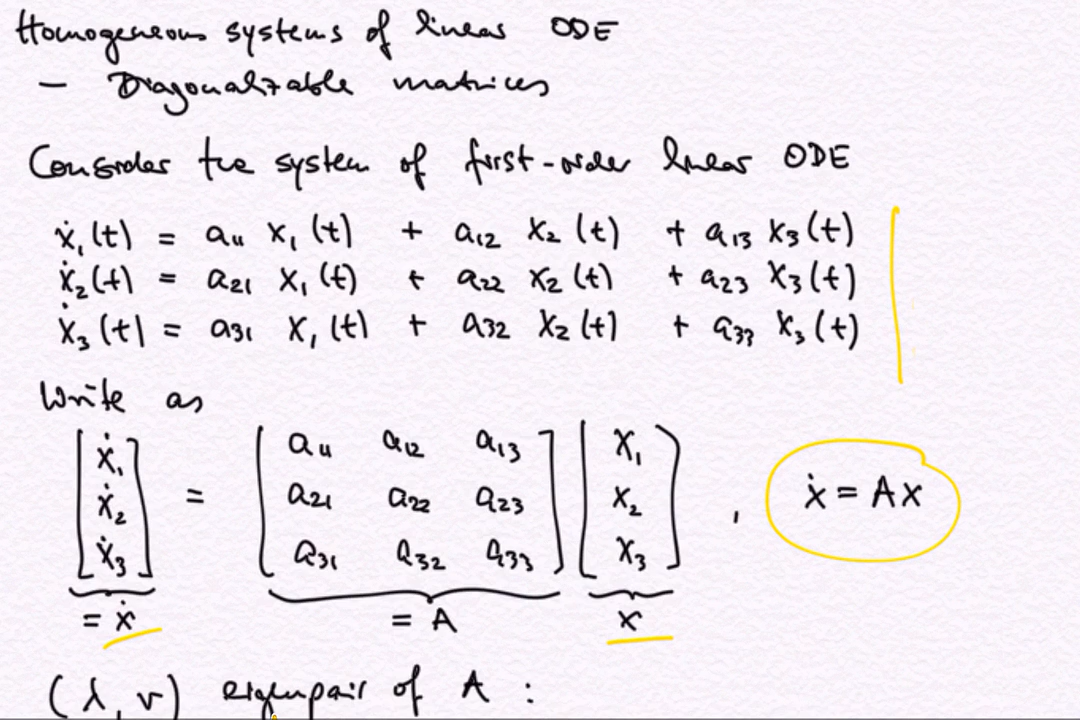 Homogeneous systems of linear ODE
- Diagonalizable matrices
Consider the system of first-order linear ODE
ẋ₁(t) = a₁₁ x₁(t) + a₁₂ x₂(t) + a₁₃ x₃(t)
ẋ₂(t) = a₂₁ x₁(t) + a₂₂ x₂(t) + a₂₃ x₃(t)
ẋ₃(t) = a₃₁ x₁(t) + a₃₂ x₂(t) + a₃₃ x₃(t)
Write as
[ẋ₁ ẋ₂ ẋ₃] = [a₁₁ a₁₂ a₁₃ a₂₁ a₂₂ a₂₃ a₃₁ a₃₂ a₃₃] [x₁ x₂ x₃] , ẋ = Ax
= ẋ = A x
(λ, v) eigenpair of A :